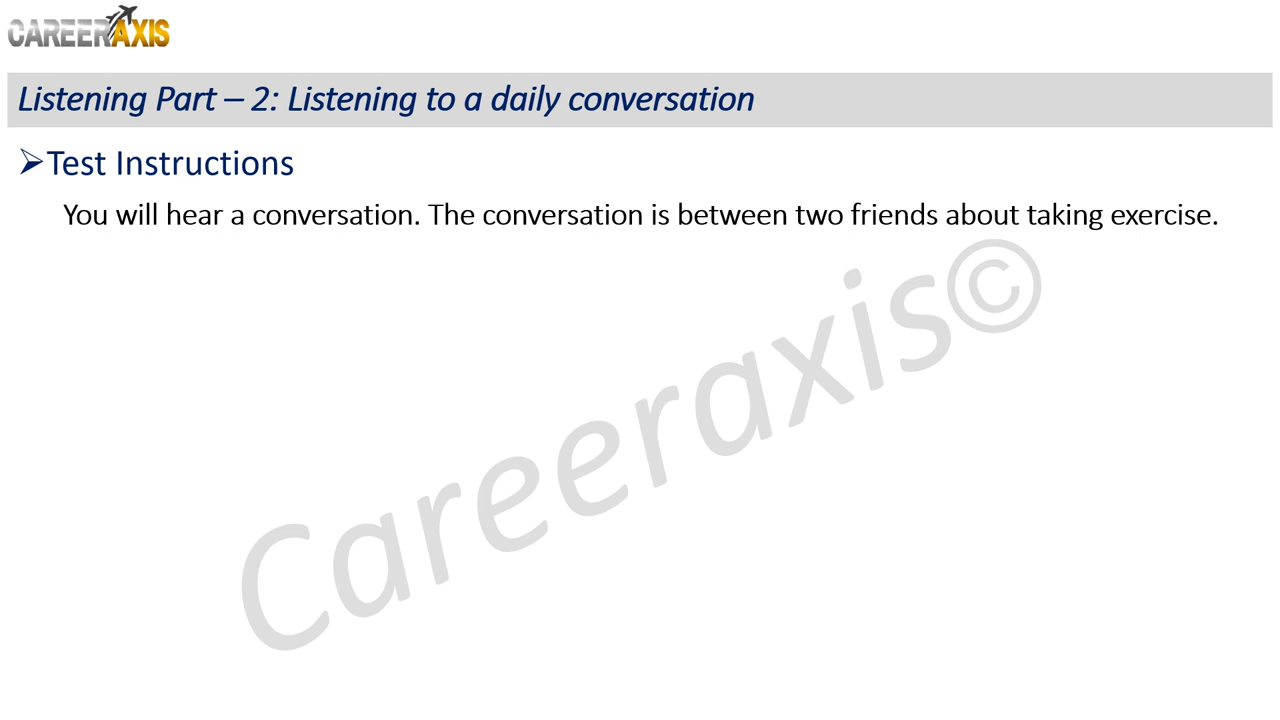 CAREERAXIS
Listening Part – 2: Listening to a daily conversation
➢Test Instructions
You will hear a conversation. The conversation is between two friends about taking exercise.
Careeraxis©